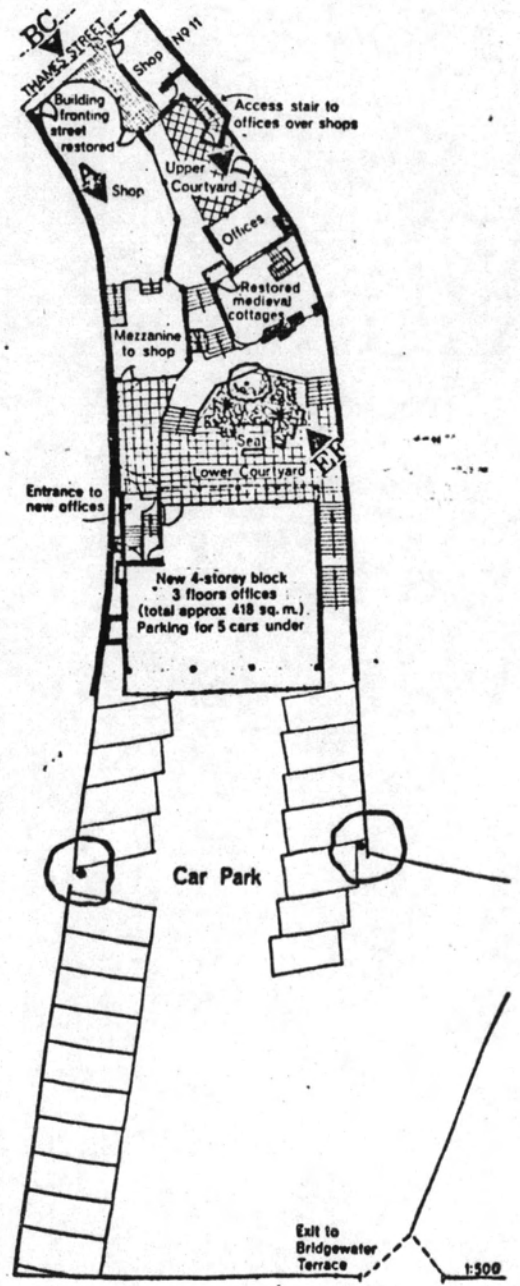 BC
THAMES STREET
Nº 11
Shop
Building
fronting
street
restored
Access stair to
offices over shops
Upper
Courtyard
D
Shop
Offices
Restored
medieval
cottages
Mezzanine
to shop
Seat
EF
Lower Courtyard
Entrance to
new offices
New 4-storey block
3 floors offices
(total approx 418 sq. m.)
Parking for 5 cars under
Car Park
Exit to
Bridgewater
Terrace
1:500